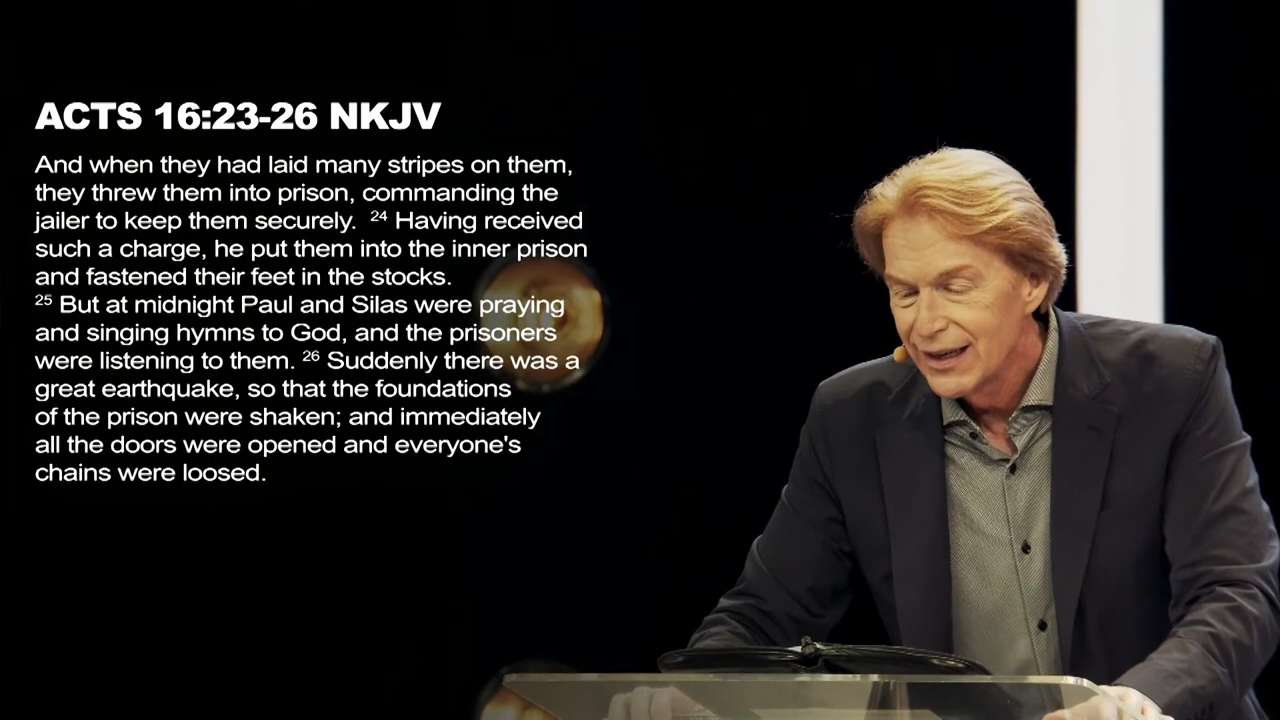 ACTS 16:23-26 NKJV
And when they had laid many stripes on them,
they threw them into prison, commanding the
jailer to keep them securely. 24 Having received
such a charge, he put them into the inner prison
and fastened their feet in the stocks.
25 But at midnight Paul and Silas were praying
and singing hymns to God, and the prisoners
were listening to them. 26 Suddenly there was a
great earthquake, so that the foundations
of the prison were shaken; and immediately
all the doors were opened and everyone's
chains were loosed.